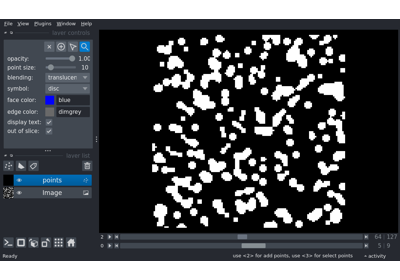 File View Plugins Window Help
layer controls
opacity: 1.00
point size: 10
blending: translucen
symbol: disc
face color: blue
edge color: dimgrey
display text:
out of slice:
layer list
points
Image
2 64 127
0 5 9
Ready use <2> for add points, use <3> for select points activity